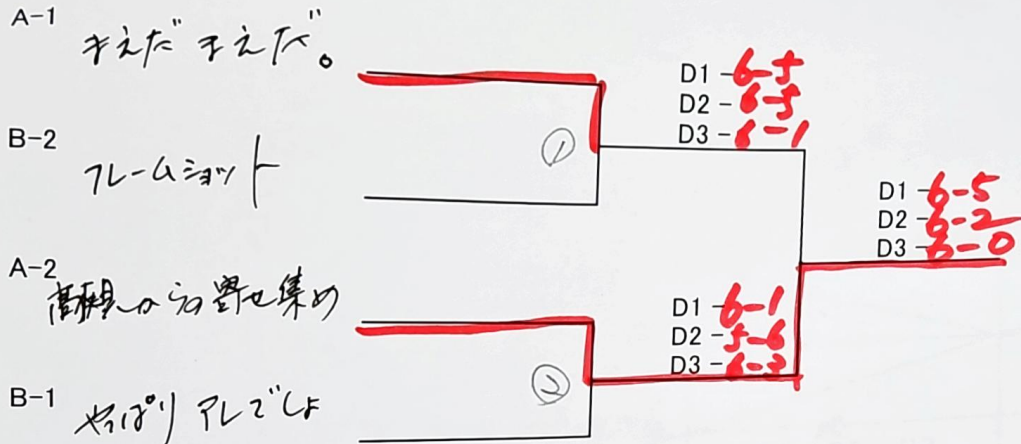 A-1
まえだまえだ。
B-2
フレームショット
A-2
からの寄せ集め
B-1
やっぱりアレでしょ
①
②
D1 - 6-5
D2 - 6-5
D3 - 6-1
D1 - 6-1
D2 - 5-6
D3 - 6-3
D1 - 6-5
D2 - 6-2
D3 - 6-0